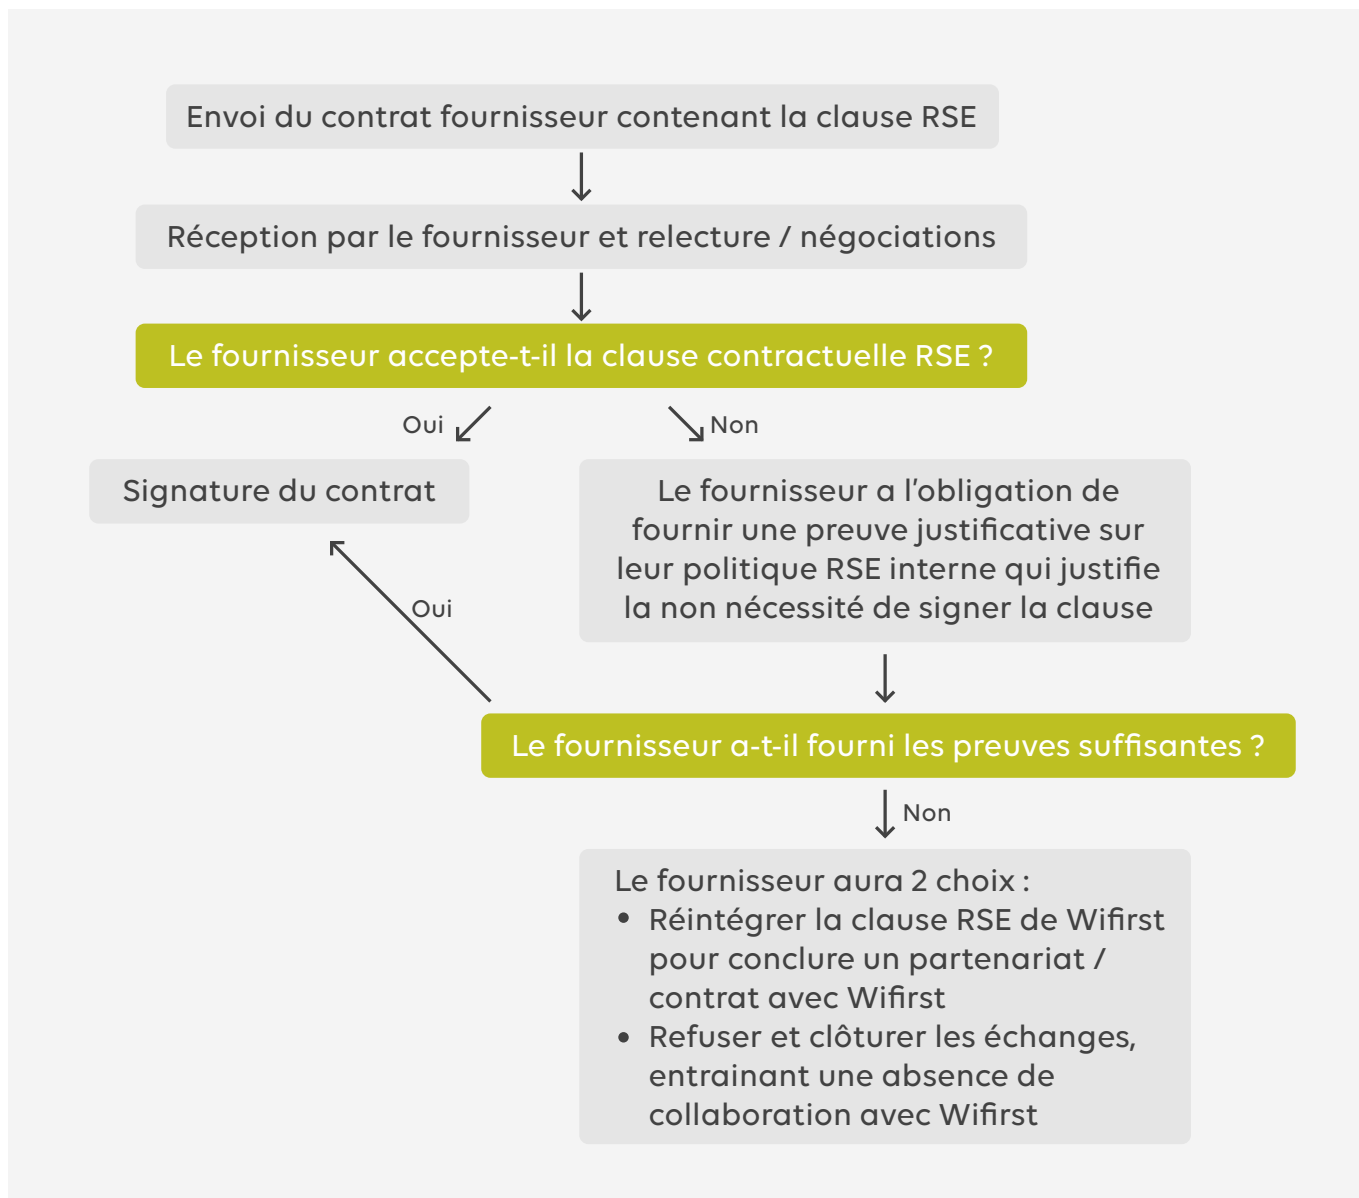 Envoi du contrat fournisseur contenant la clause RSE
Réception par le fournisseur et relecture / négociations
Le fournisseur accepte-t-il la clause contractuelle RSE ?
Oui
Non
Signature du contrat
Le fournisseur a l’obligation de
fournir une preuve justificative sur
leur politique RSE interne qui justifie
la non nécessité de signer la clause
Oui
Le fournisseur a-t-il fourni les preuves suffisantes ?
Non
Le fournisseur aura 2 choix :
• Réintégrer la clause RSE de Wifirst
pour conclure un partenariat /
contrat avec Wifirst
• Refuser et clôturer les échanges,
entrainant une absence de
collaboration avec Wifirst